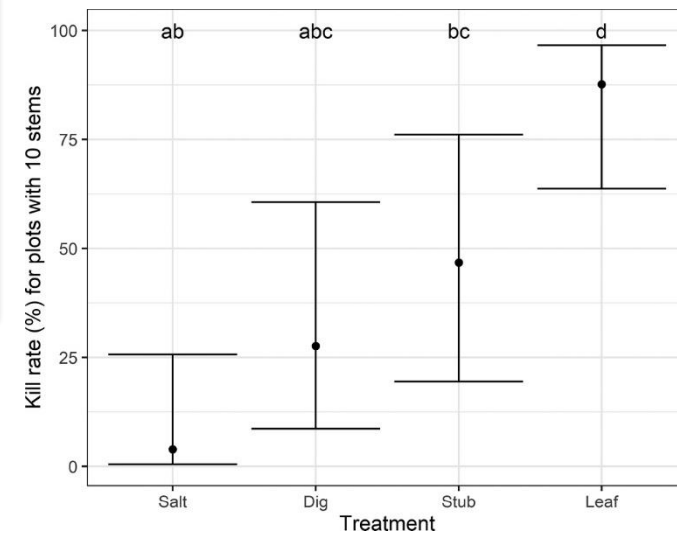 Kill rate (%) for plots with 10 stems
100
75
50
25
0
ab abc bc d
Salt Dig Stub Leaf
Treatment